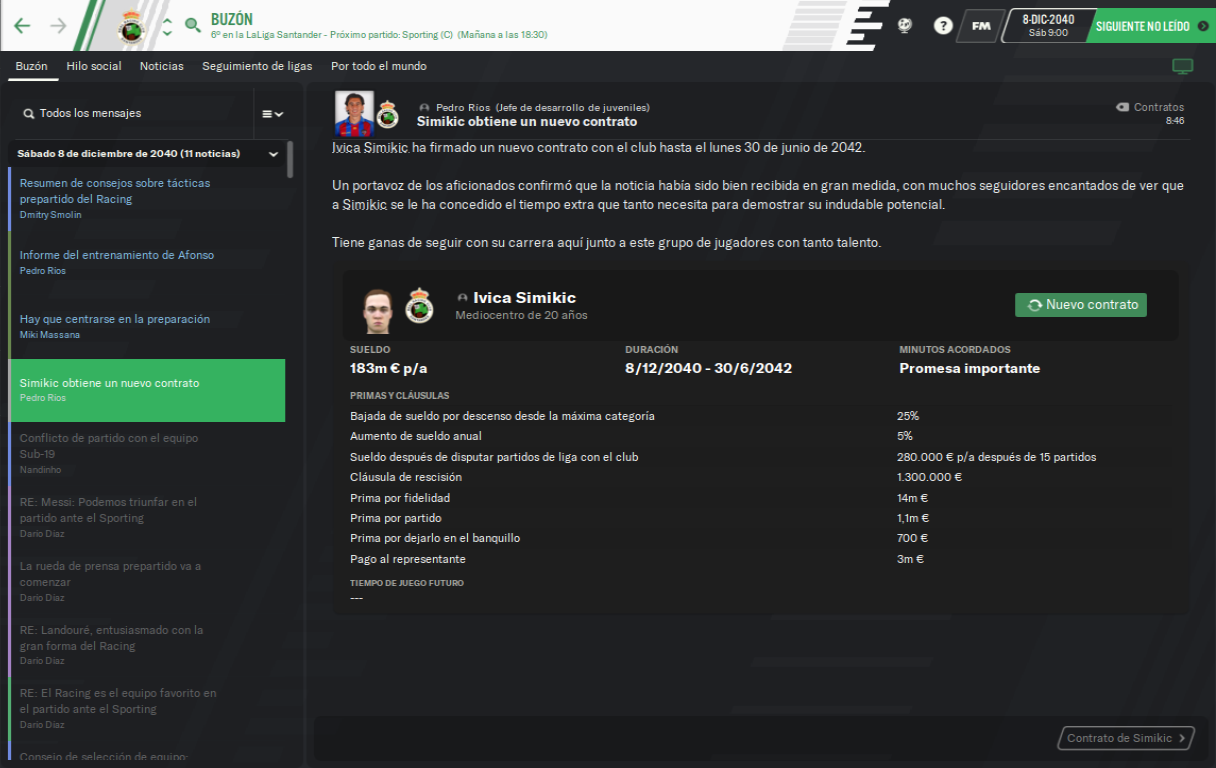 BUZÓN
6º en la LaLiga Santander - Próximo partido: Sporting (C) (Mañana a las 18:30)
?
FM
8-DIC-2040
Sáb 9:00
SIGUIENTE NO LEÍDO
Buzón Hilo social Noticias Seguimiento de ligas Por todo el mundo
Todos los mensajes
Sábado 8 de diciembre de 2040 (11 noticias)
Resumen de consejos sobre tácticas
prepartido del Racing
Dmitry Smolin
Informe del entrenamiento de Afonso
Pedro Ríos
Hay que centrarse en la preparación
Miki Massana
Simikic obtiene un nuevo contrato
Pedro Ríos
Conflicto de partido con el equipo
Sub-19
Nandinho
RE: Messi: Podemos triunfar en el
partido ante el Sporting
Darío Díaz
La rueda de prensa prepartido va a
comenzar
Darío Díaz
RE: Landouré, entusiasmado con la
gran forma del Racing
Darío Díaz
RE: El Racing es el equipo favorito en
el partido ante el Sporting
Darío Díaz
Consejo de selección de equipo:
Pedro Ríos (Jefe de desarrollo de juveniles)
Simikic obtiene un nuevo contrato
Contratos
8:46
Ivica Simikic ha firmado un nuevo contrato con el club hasta el lunes 30 de junio de 2042.
Un portavoz de los aficionados confirmó que la noticia había sido bien recibida en gran medida, con muchos seguidores encantados de ver que
a Simikic se le ha concedido el tiempo extra que tanto necesita para demostrar su indudable potencial.
Tiene ganas de seguir con su carrera aquí junto a este grupo de jugadores con tanto talento.
Ivica Simikic
Mediocentro de 20 años
Nuevo contrato
SUELDO DURACIÓN MINUTOS ACORDADOS
183m € p/a 8/12/2040 - 30/6/2042 Promesa importante
PRIMAS Y CLÁUSULAS
Bajada de sueldo por descenso desde la máxima categoría 25%
Aumento de sueldo anual 5%
Sueldo después de disputar partidos de liga con el club 280.000 € p/a después de 15 partidos
Cláusula de rescisión 1.300.000 €
Prima por fidelidad 14m €
Prima por partido 1,1m €
Prima por dejarlo en el banquillo 700 €
Pago al representante 3m €
TIEMPO DE JUEGO FUTURO
---
Contrato de Simikic